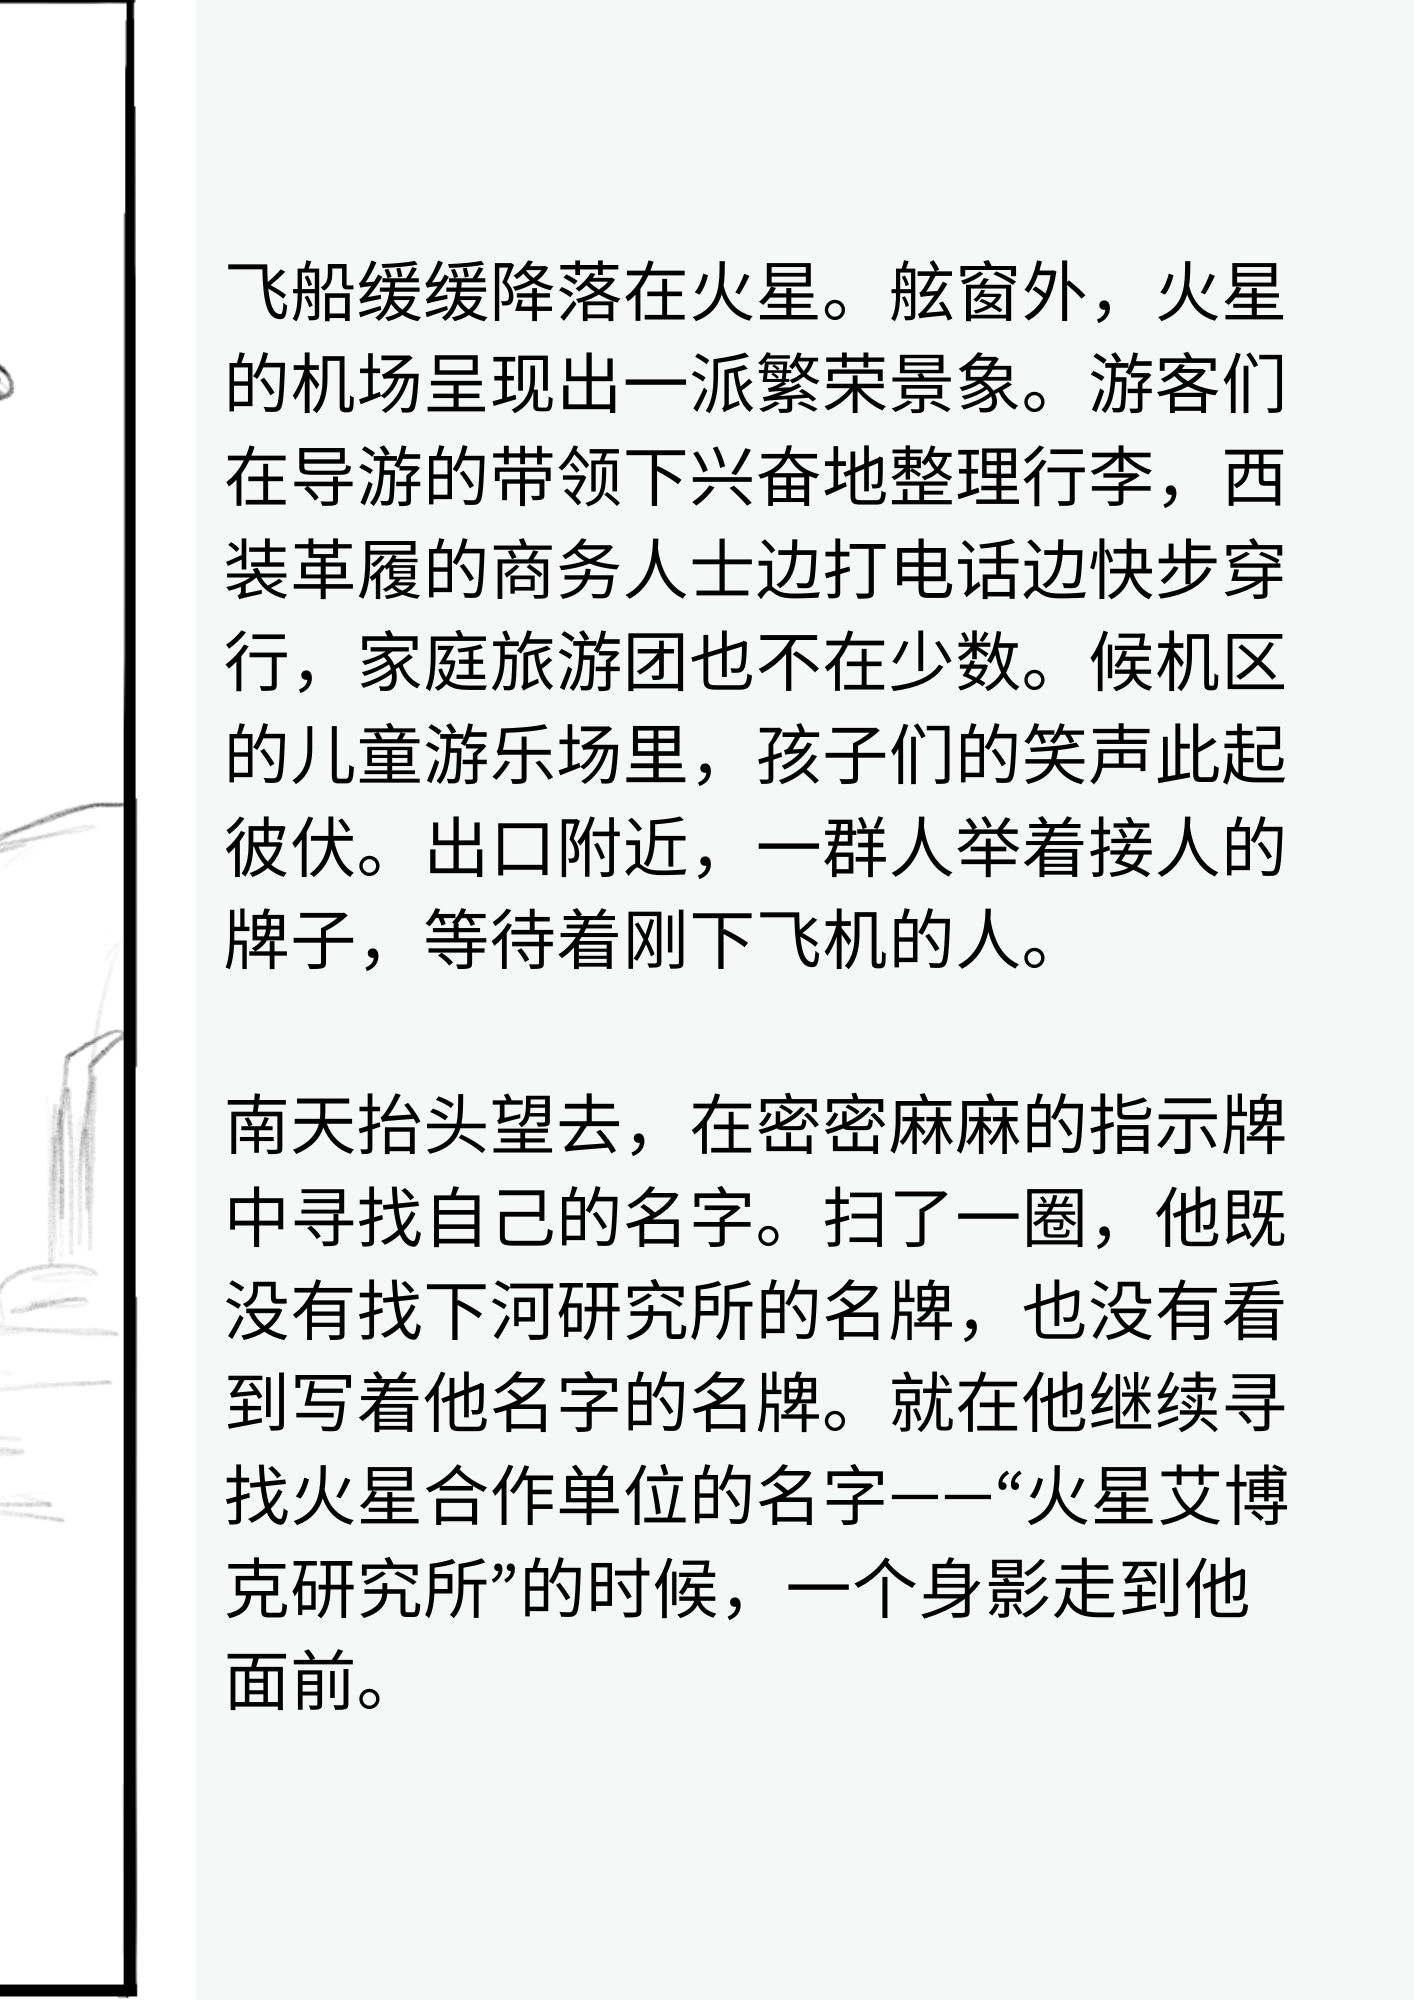 飞船缓缓降落在火星。舷窗外，火星
的机场呈现出一派繁荣景象。游客们
在导游的带领下兴奋地整理行李，西
装革履的商务人士边打电话边快步穿
行，家庭旅游团也不在少数。候机区
的儿童游乐场里，孩子们的笑声此起
彼伏。出口附近，一群人举着接人的
牌子，等待着刚下飞机的人。
南天抬头望去，在密密麻麻的指示牌
中寻找自己的名字。扫了一圈，他既
没有找下河研究所的名牌，也没有看
到写着他名字的名牌。就在他继续寻
找火星合作单位的名字——“火星艾博
克研究所”的时候，一个身影走到他
面前。